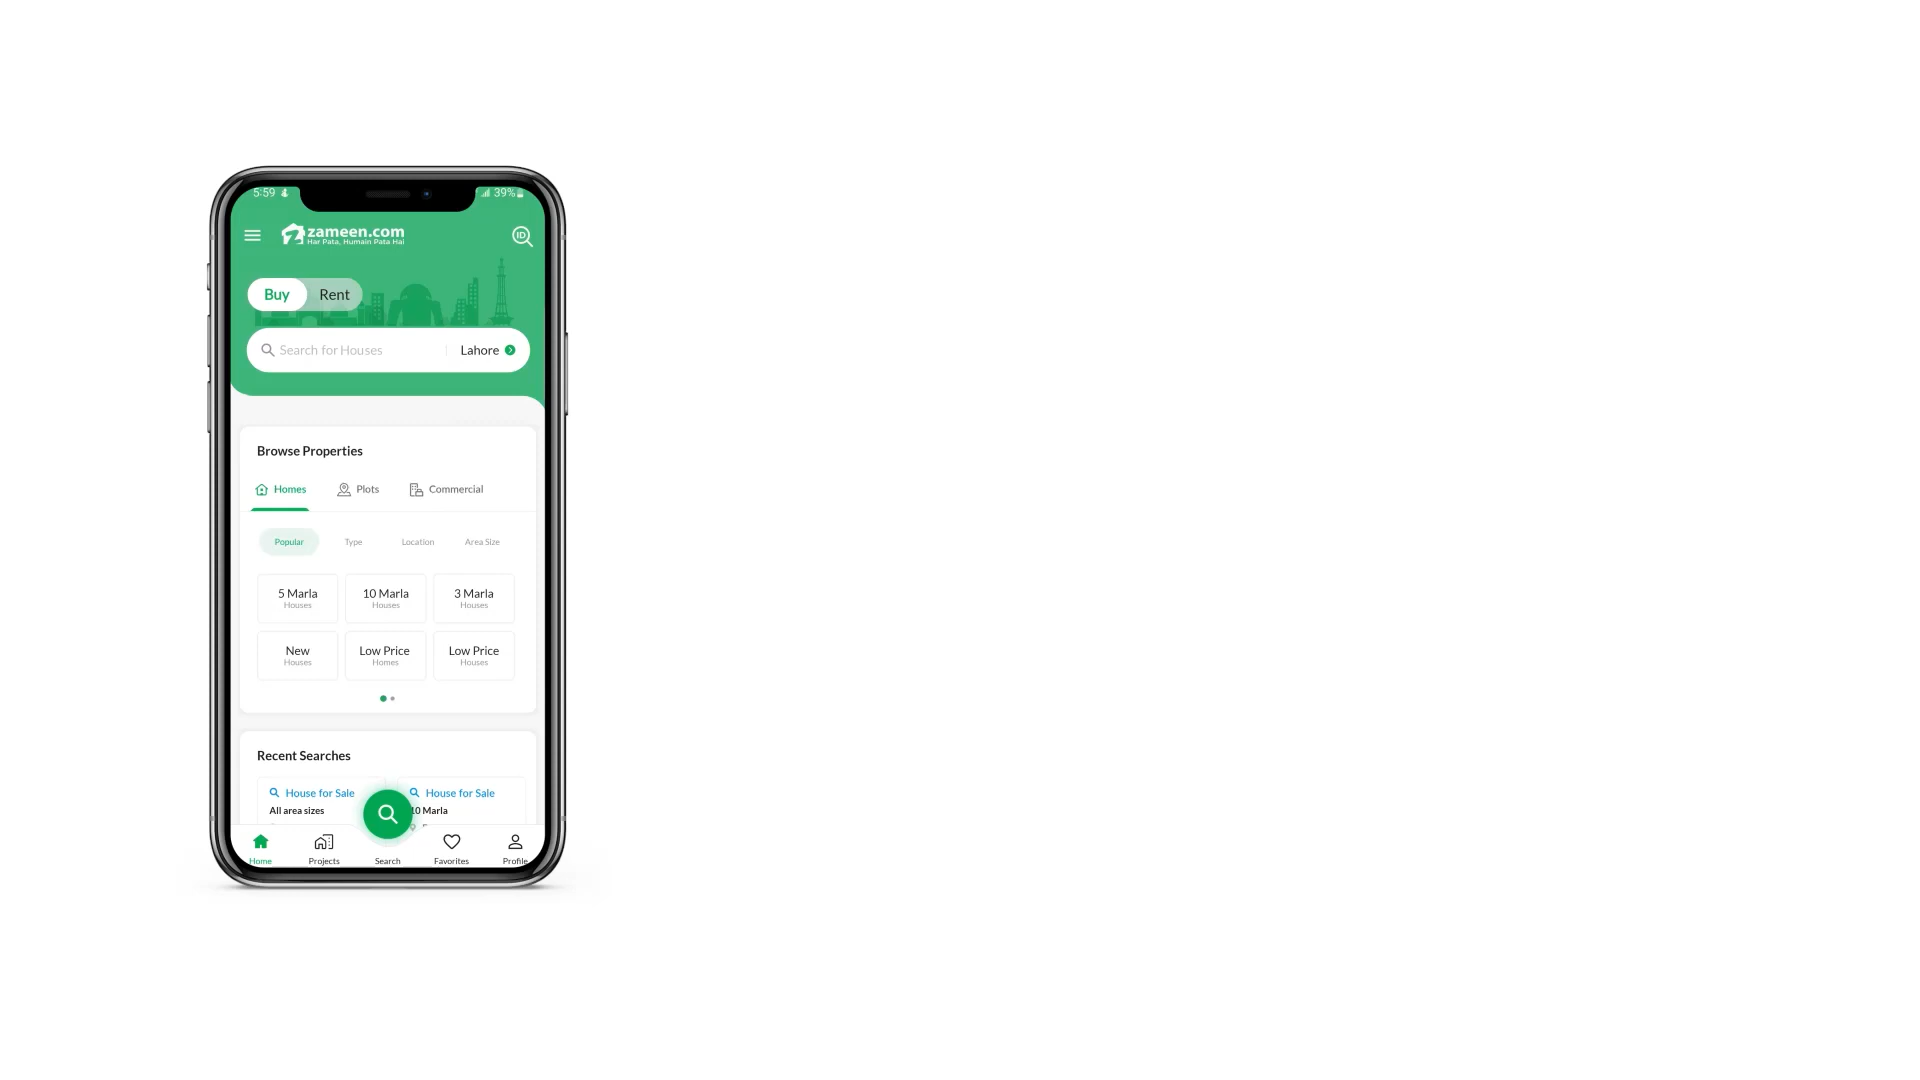 5:59
39%
zameen.com
Har Pata, Humain Pata Hai
ID
Buy Rent
Search for Houses Lahore
Browse Properties
Homes Plots Commercial
Popular Type Location Area Size
5 Marla 10 Marla 3 Marla
Houses Houses Houses
New Low Price Low Price
Houses Homes Houses
Recent Searches
House for Sale House for Sale
All area sizes 10 Marla
Home Projects Search Favorites Profile